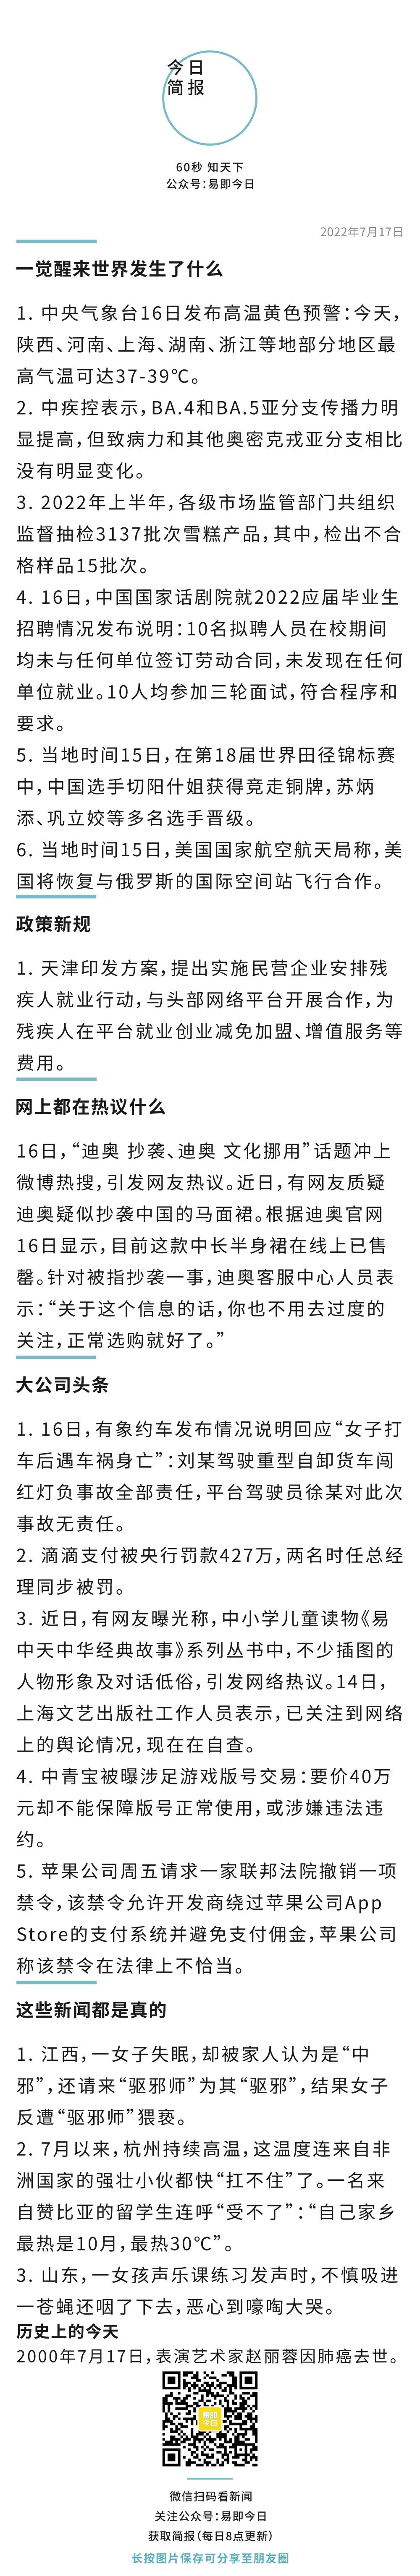 今日
简报
60秒 知天下
公众号：易即今日
2022年7月17日
一觉醒来世界发生了什么
1. 中央气象台16日发布高温黄色预警：今天，
陕西、河南、上海、湖南、浙江等地部分地区最
高气温可达37-39℃。
2. 中疾控表示，BA.4和BA.5亚分支传播力明
显提高，但致病力和其他奥密克戎亚分支相比
没有明显变化。
3. 2022年上半年，各级市场监管部门共组织
监督抽检3137批次雪糕产品，其中，检出不合
格样品15批次。
4. 16日，中国国家话剧院就2022应届毕业生
招聘情况发布说明：10名拟聘人员在校期间
均未与任何单位签订劳动合同，未发现在任何
单位就业。10人均参加三轮面试，符合程序和
要求。
5. 当地时间15日，在第18届世界田径锦标赛
中，中国选手切阳什姐获得竞走铜牌，苏炳
添、巩立姣等多名选手晋级。
6. 当地时间15日，美国国家航空航天局称，美
国将恢复与俄罗斯的国际空间站飞行合作。
政策新规
1. 天津印发方案，提出实施民营企业安排残
疾人就业行动，与头部网络平台开展合作，为
残疾人在平台就业创业减免加盟、增值服务等
费用。
网上都在热议什么
16日，“迪奥 抄袭、迪奥 文化挪用”话题冲上
微博热搜，引发网友热议。近日，有网友质疑
迪奥疑似抄袭中国的马面裙。根据迪奥官网
16日显示，目前这款中长半身裙在线上已售
罄。针对被指抄袭一事，迪奥客服中心人员表
示：“关于这个信息的话，你也不用去过度的
关注，正常选购就好了。”
大公司头条
1. 16日，有象约车发布情况说明回应“女子打
车后遇车祸身亡”：刘某驾驶重型自卸货车闯
红灯负事故全部责任，平台驾驶员徐某对此次
事故无责任。
2. 滴滴支付被央行罚款427万，两名时任总经
理同步被罚。
3. 近日，有网友曝光称，中小学儿童读物《易
中天中华经典故事》系列丛书中，不少插图的
人物形象及对话低俗，引发网络热议。14日，
上海文艺出版社工作人员表示，已关注到网络
上的舆论情况，现在在自查。
4. 中青宝被曝涉足游戏版号交易：要价40万
元却不能保障版号正常使用，或涉嫌违法违
约。
5. 苹果公司周五请求一家联邦法院撤销一项
禁令，该禁令允许开发商绕过苹果公司App
Store的支付系统并避免支付佣金，苹果公司
称该禁令在法律上不恰当。
这些新闻都是真的
1. 江西，一女子失眠，却被家人认为是“中
邪”，还请来“驱邪师”为其“驱邪”，结果女子
反遭“驱邪师”猥亵。
2. 7月以来，杭州持续高温，这温度连来自非
洲国家的强壮小伙都快“扛不住”了。一名来
自赞比亚的留学生连呼“受不了”：“自己家乡
最热是10月，最热30℃”。
3. 山东，一女孩声乐课练习发声时，不慎吸进
一苍蝇还咽了下去，恶心到嚎啕大哭。
历史上的今天
2000年7月17日，表演艺术家赵丽蓉因肺癌去世。
易即
今日
微信扫码看新闻
关注公众号：易即今日
获取简报（每日8点更新）
长按图片保存可分享至朋友圈